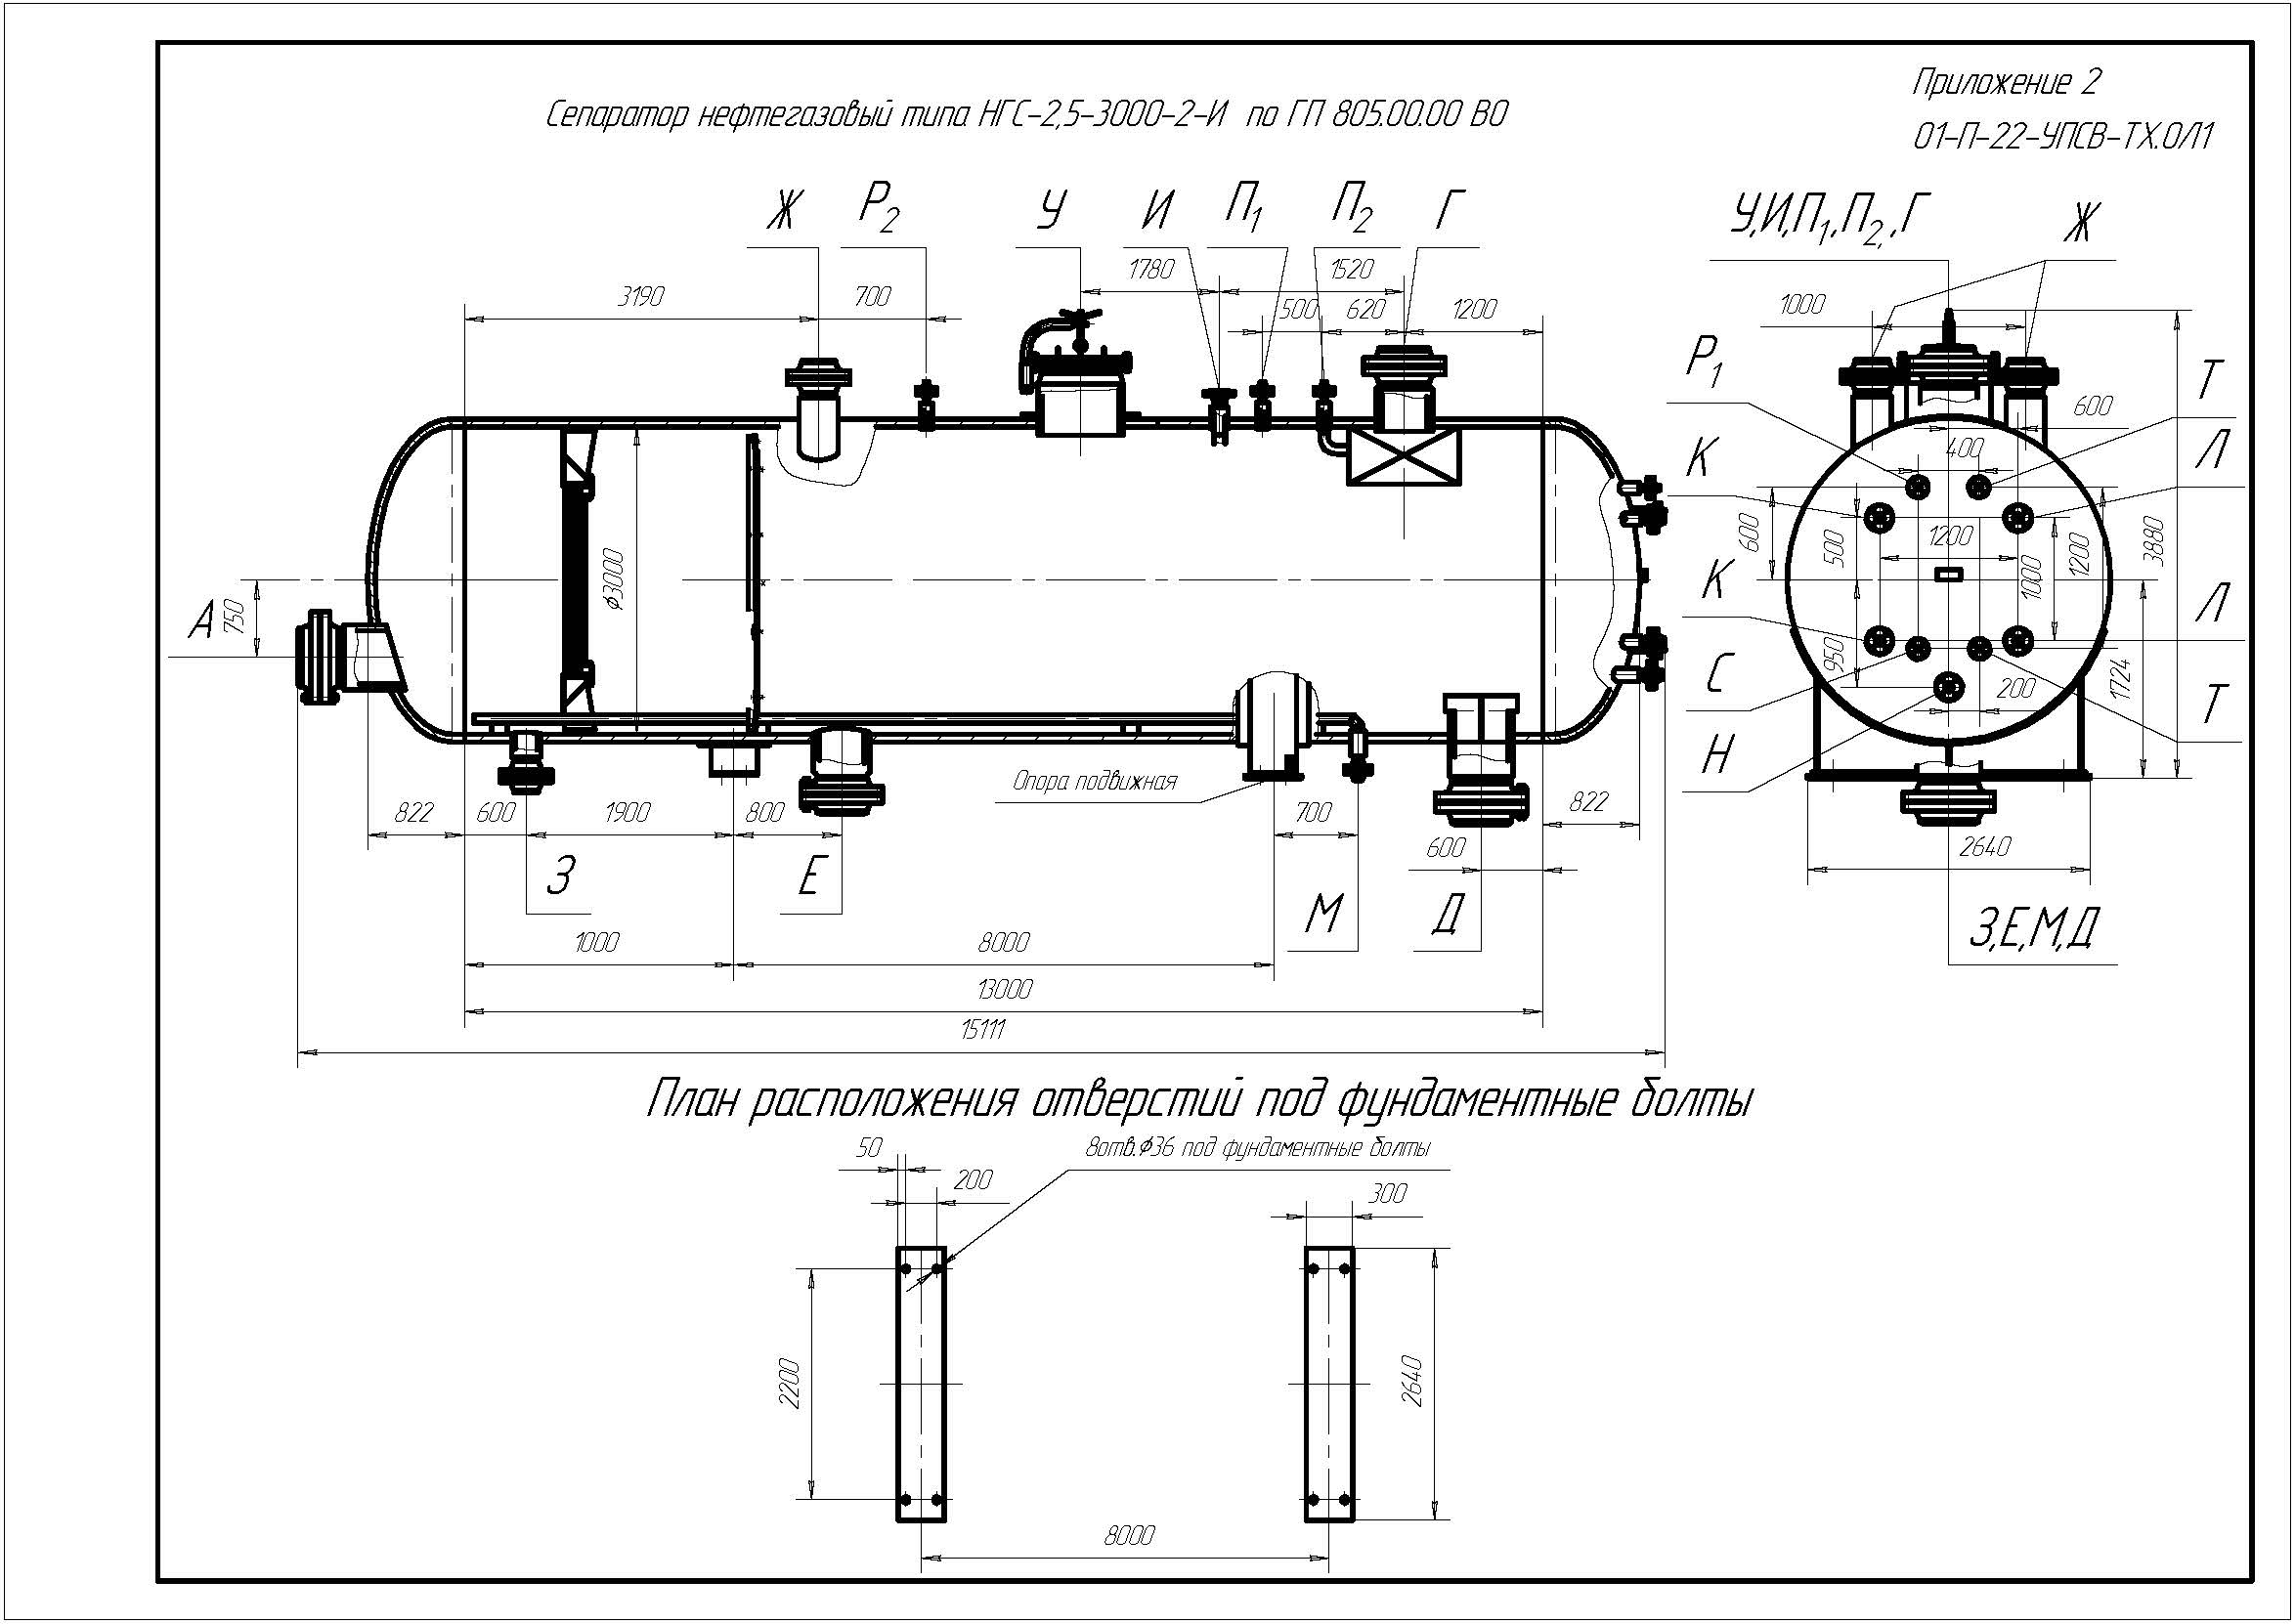 Приложение 2
Сепаратор нефтегазовый типа НГС-2,5-3000-2-И по ГП 805.00.00 ВО
01-П-22-УПСВ-ТХ.ОЛ1
Ж Р2 У И П1 П2 Г
У,И,П1,П2,,Г Ж
1780 1520
3190 700 500 620 1200
1000
Р1 Т
600
К 400 Л
600 500 1200 1000 1200 3880
ϕ3000
К Л
А 750
950 1724
С 200 Т
Н
Опора подвижная
822 600 1900 800 700 822
600 2640
З Е М Д
З,Е,М,Д
1000 8000
13000
15111
План расположения отверстий под фундаментные болты
50 8отв.ϕ36 под фундаментные болты
200 300
2200 2640
8000